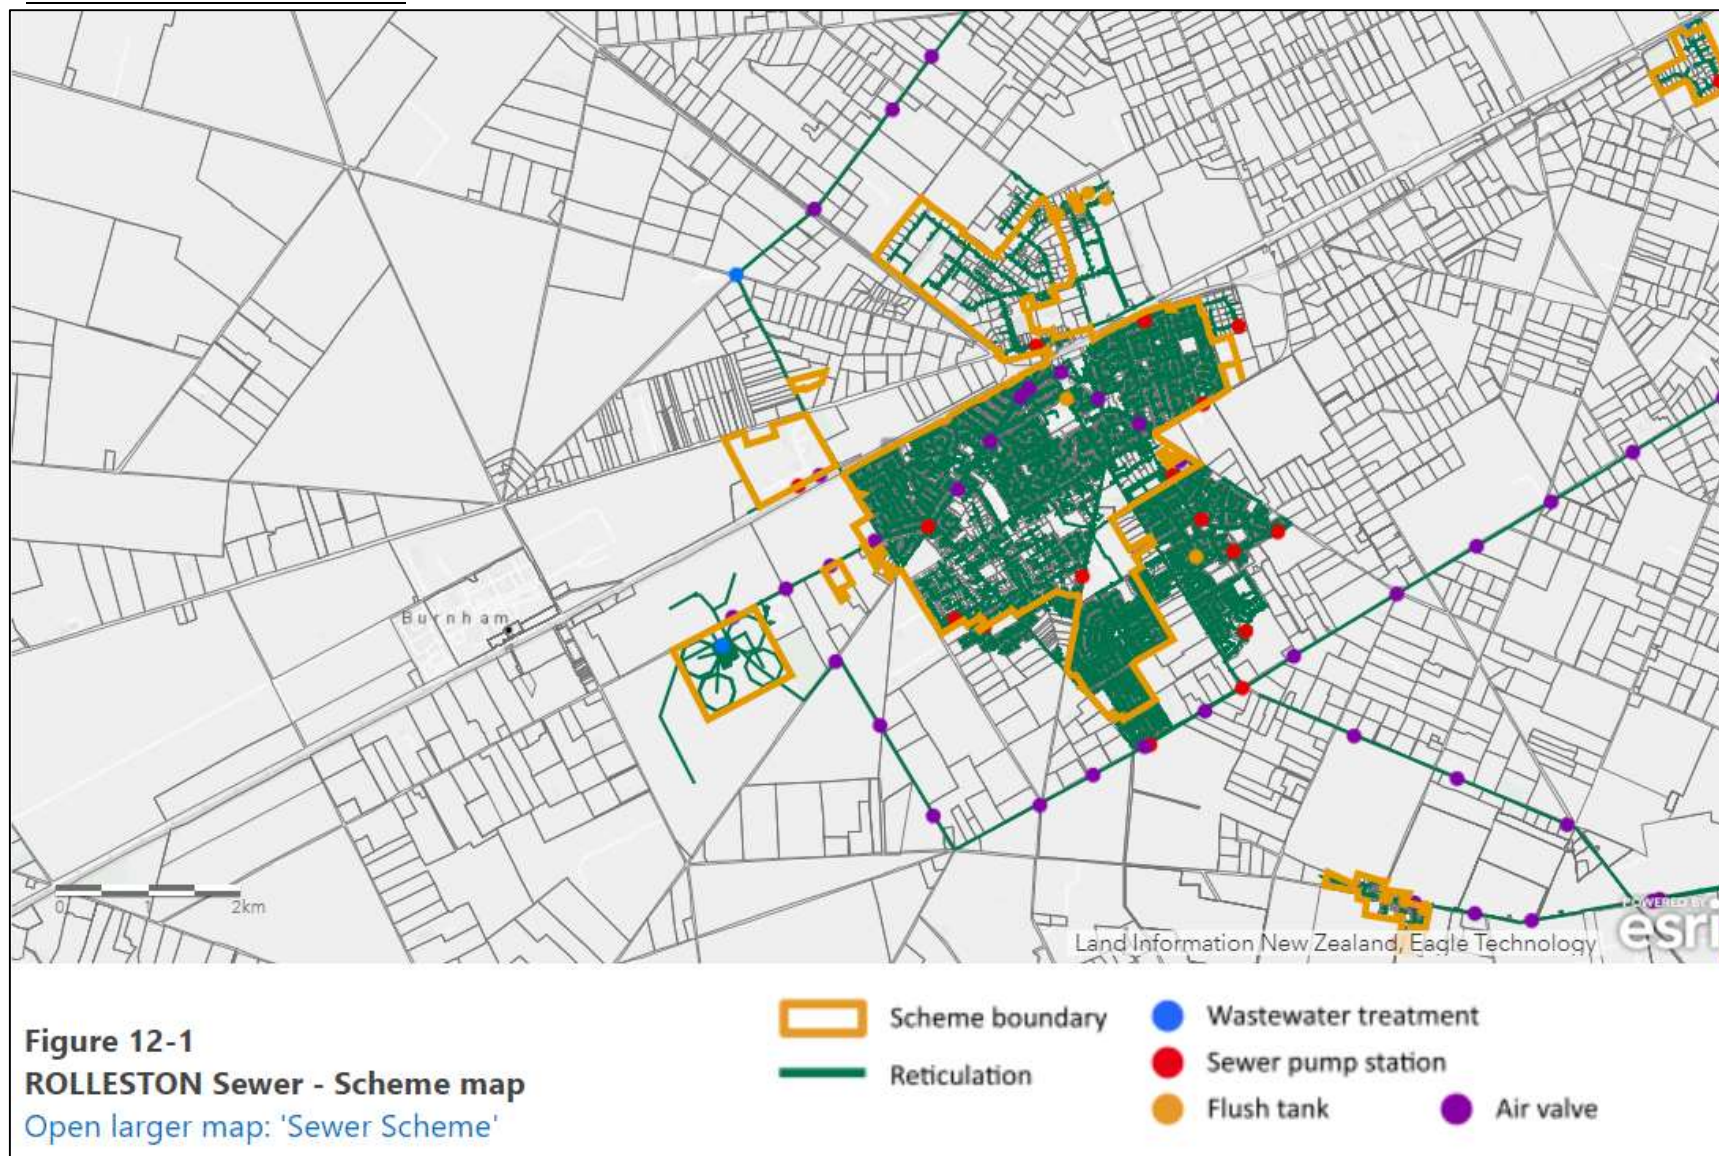 Burnham
0 1 2km
POWERED BY
esri
Land Information New Zealand, Eagle Technology
Figure 12-1
ROLLESTON Sewer - Scheme map
Open larger map: 'Sewer Scheme'
Scheme boundary
Reticulation
Wastewater treatment
Sewer pump station
Flush tank
Air valve